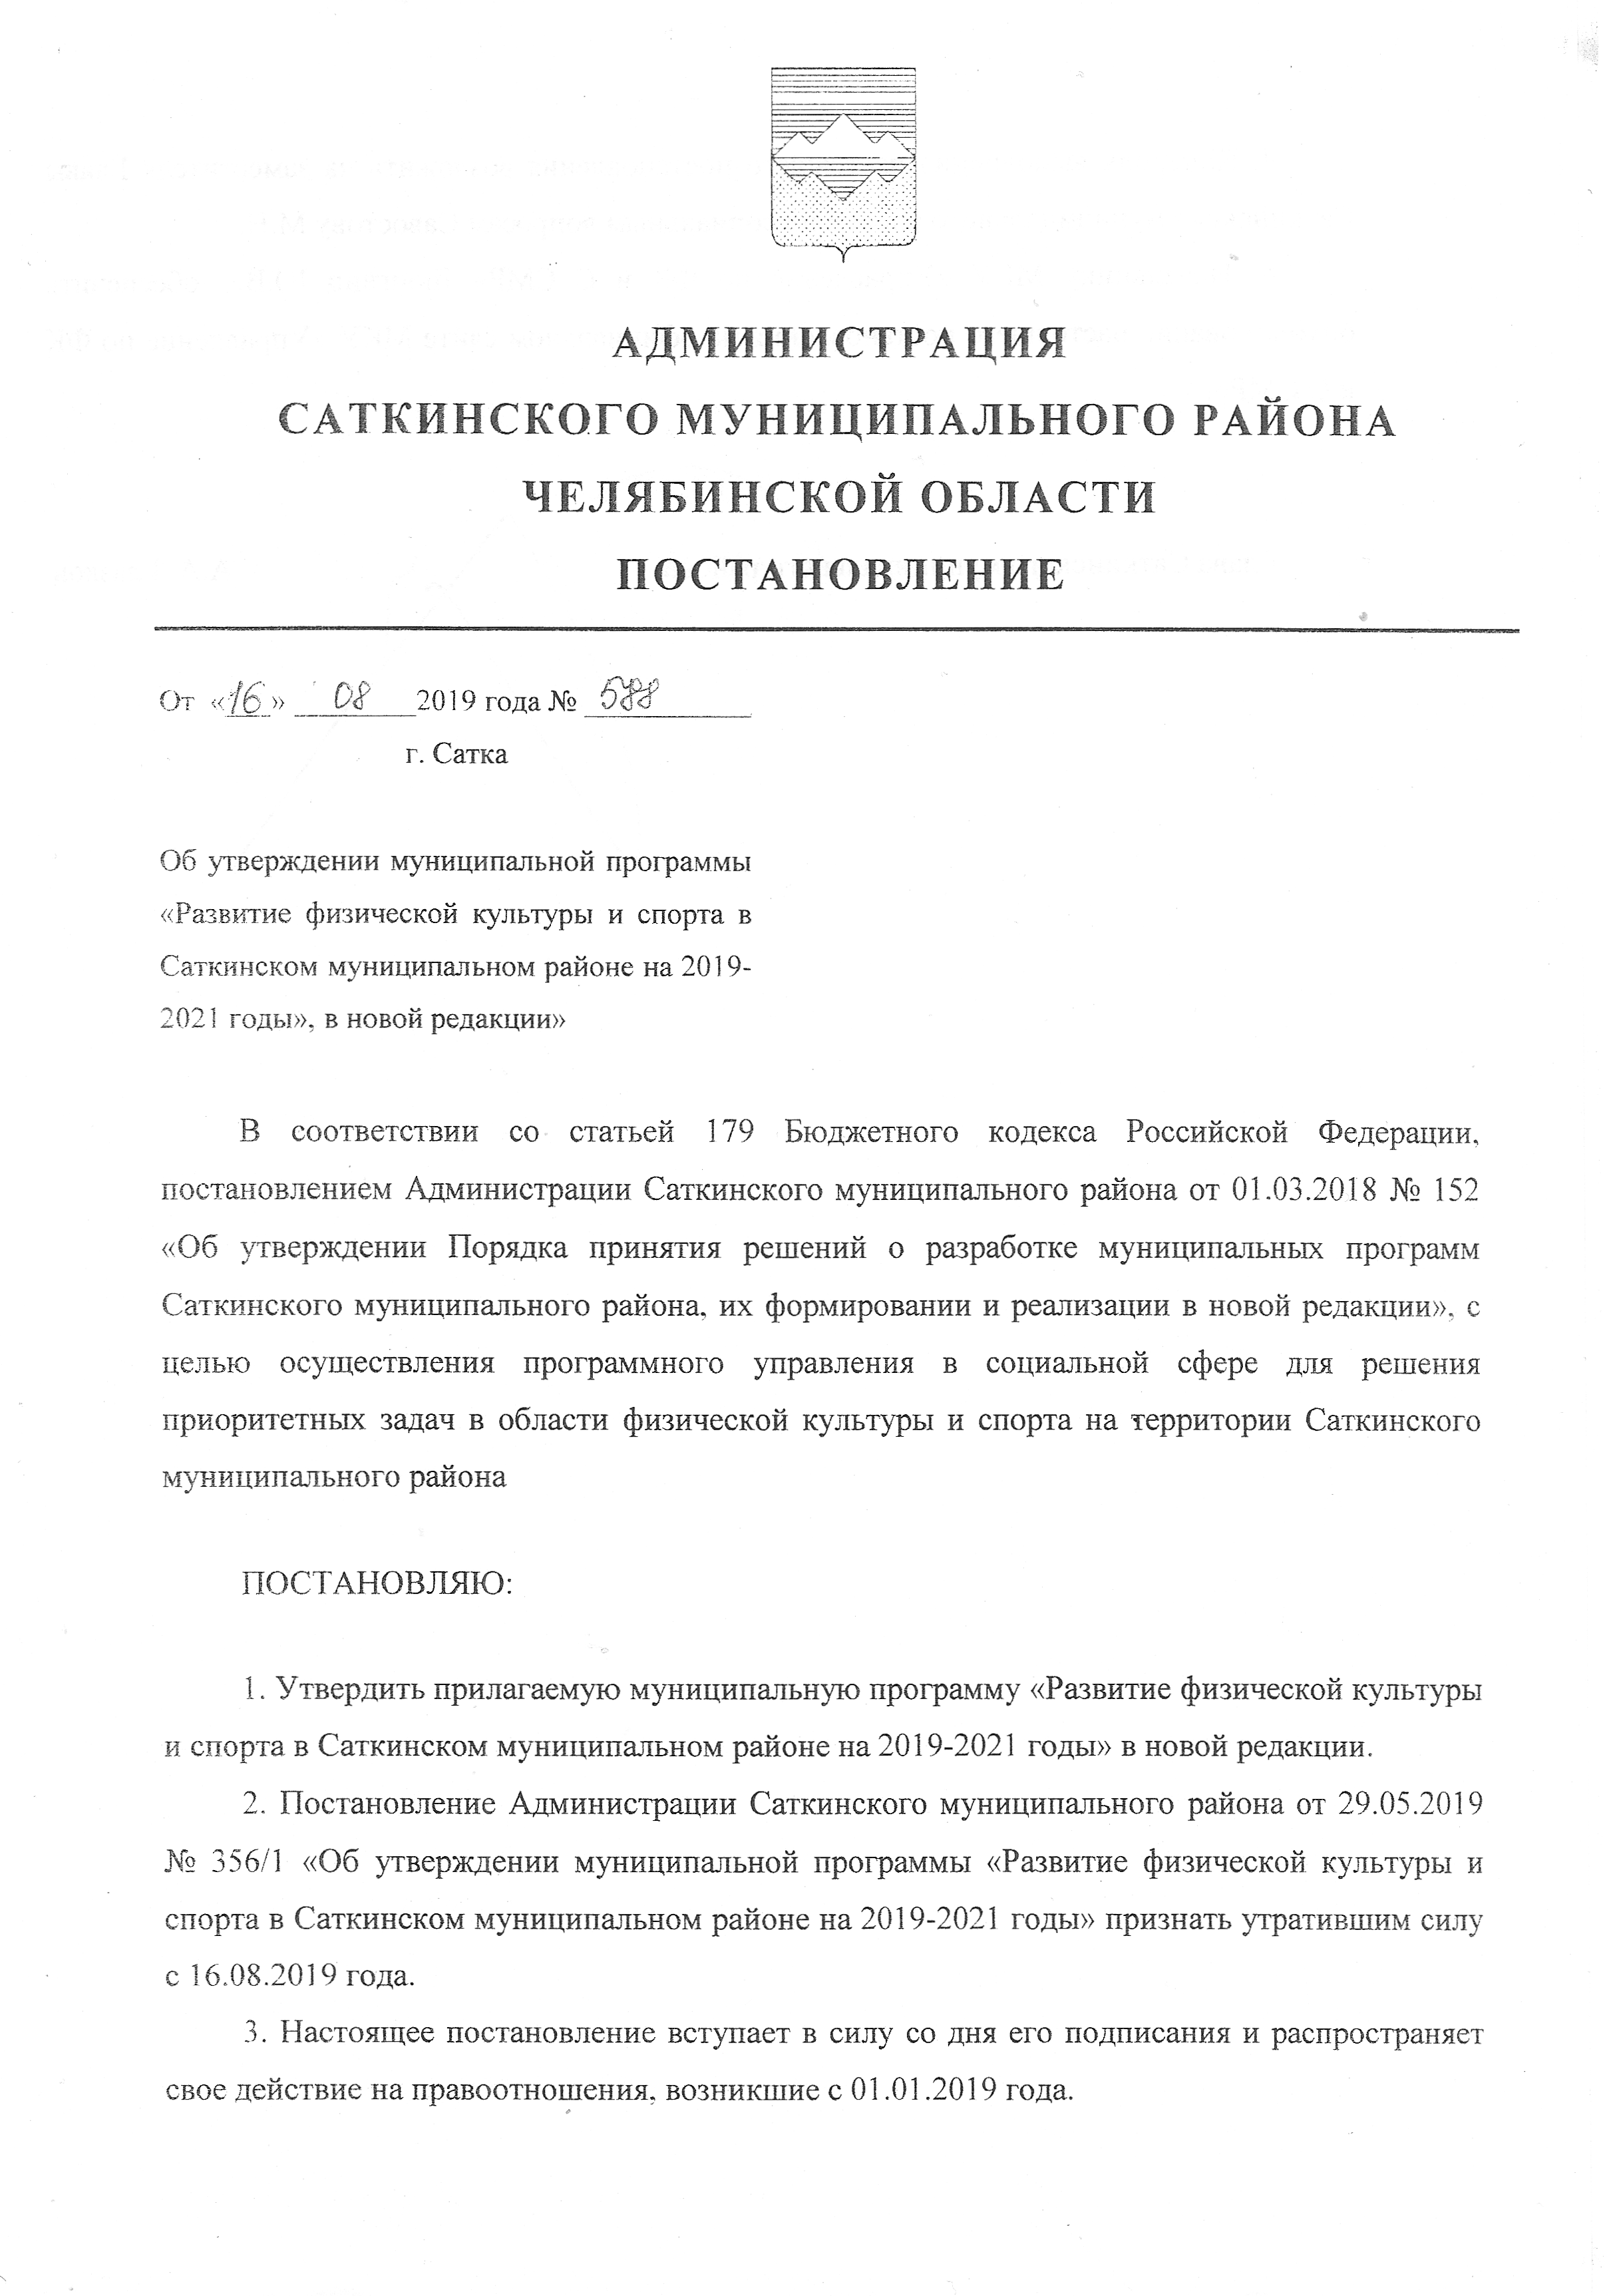 АДМИНИСТРАЦИЯ
САТКИНСКОГО МУНИЦИПАЛЬНОГО РАЙОНА
ЧЕЛЯБИНСКОЙ ОБЛАСТИ
ПОСТАНОВЛЕНИЕ
От «16» 08 2019 года № 588
г. Сатка
Об утверждении муниципальной программы
«Развитие физической культуры и спорта в
Саткинском муниципальном районе на 2019-
2021 годы», в новой редакции»
В соответствии со статьей 179 Бюджетного кодекса Российской Федерации,
постановлением Администрации Саткинского муниципального района от 01.03.2018 № 152
«Об утверждении Порядка принятия решений о разработке муниципальных программ
Саткинского муниципального района, их формировании и реализации в новой редакции», с
целью осуществления программного управления в социальной сфере для решения
приоритетных задач в области физической культуры и спорта на территории Саткинского
муниципального района
ПОСТАНОВЛЯЮ:
1. Утвердить прилагаемую муниципальную программу «Развитие физической культуры
и спорта в Саткинском муниципальном районе на 2019-2021 годы» в новой редакции.
2. Постановление Администрации Саткинского муниципального района от 29.05.2019
№ 356/1 «Об утверждении муниципальной программы «Развитие физической культуры и
спорта в Саткинском муниципальном районе на 2019-2021 годы» признать утратившим силу
с 16.08.2019 года.
3. Настоящее постановление вступает в силу со дня его подписания и распространяет
свое действие на правоотношения, возникшие с 01.01.2019 года.